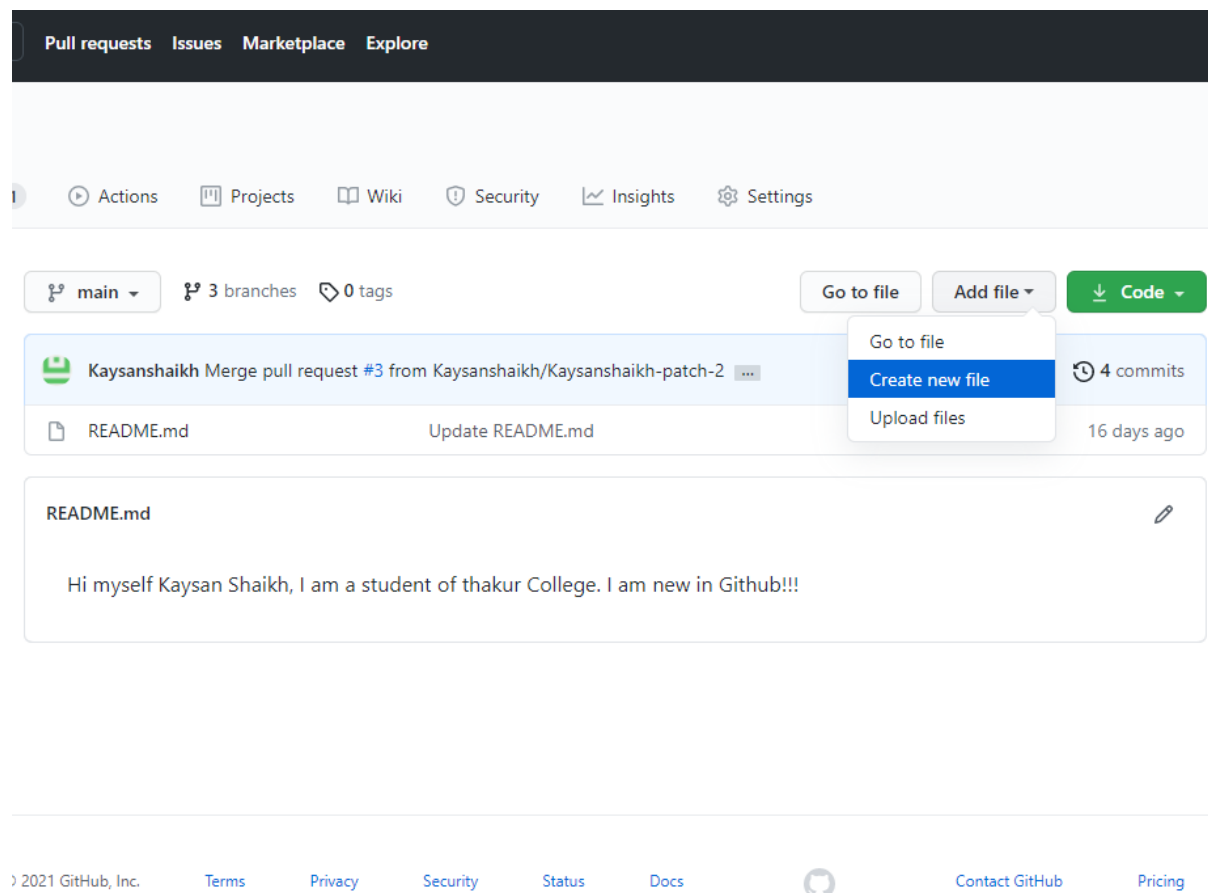 Pull requests Issues Marketplace Explore
Actions Projects Wiki Security Insights Settings
main 3 branches 0 tags Go to file Add file Code
Go to file
Kaysanshaikh Merge pull request #3 from Kaysanshaikh/Kaysanshaikh-patch-2 ... 4 commits
Create new file
Upload files
README.md Update README.md 16 days ago
README.md
Hi myself Kaysan Shaikh, I am a student of thakur College. I am new in Github!!!
© 2021 GitHub, Inc. Terms Privacy Security Status Docs Contact GitHub Pricing